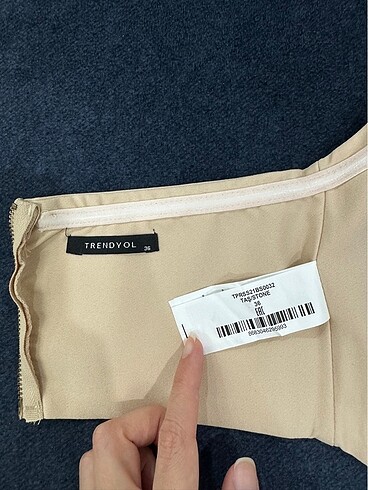 TRENDYOL
36
TPRSS21BS0032
TAŞ/STONE
36
EAC